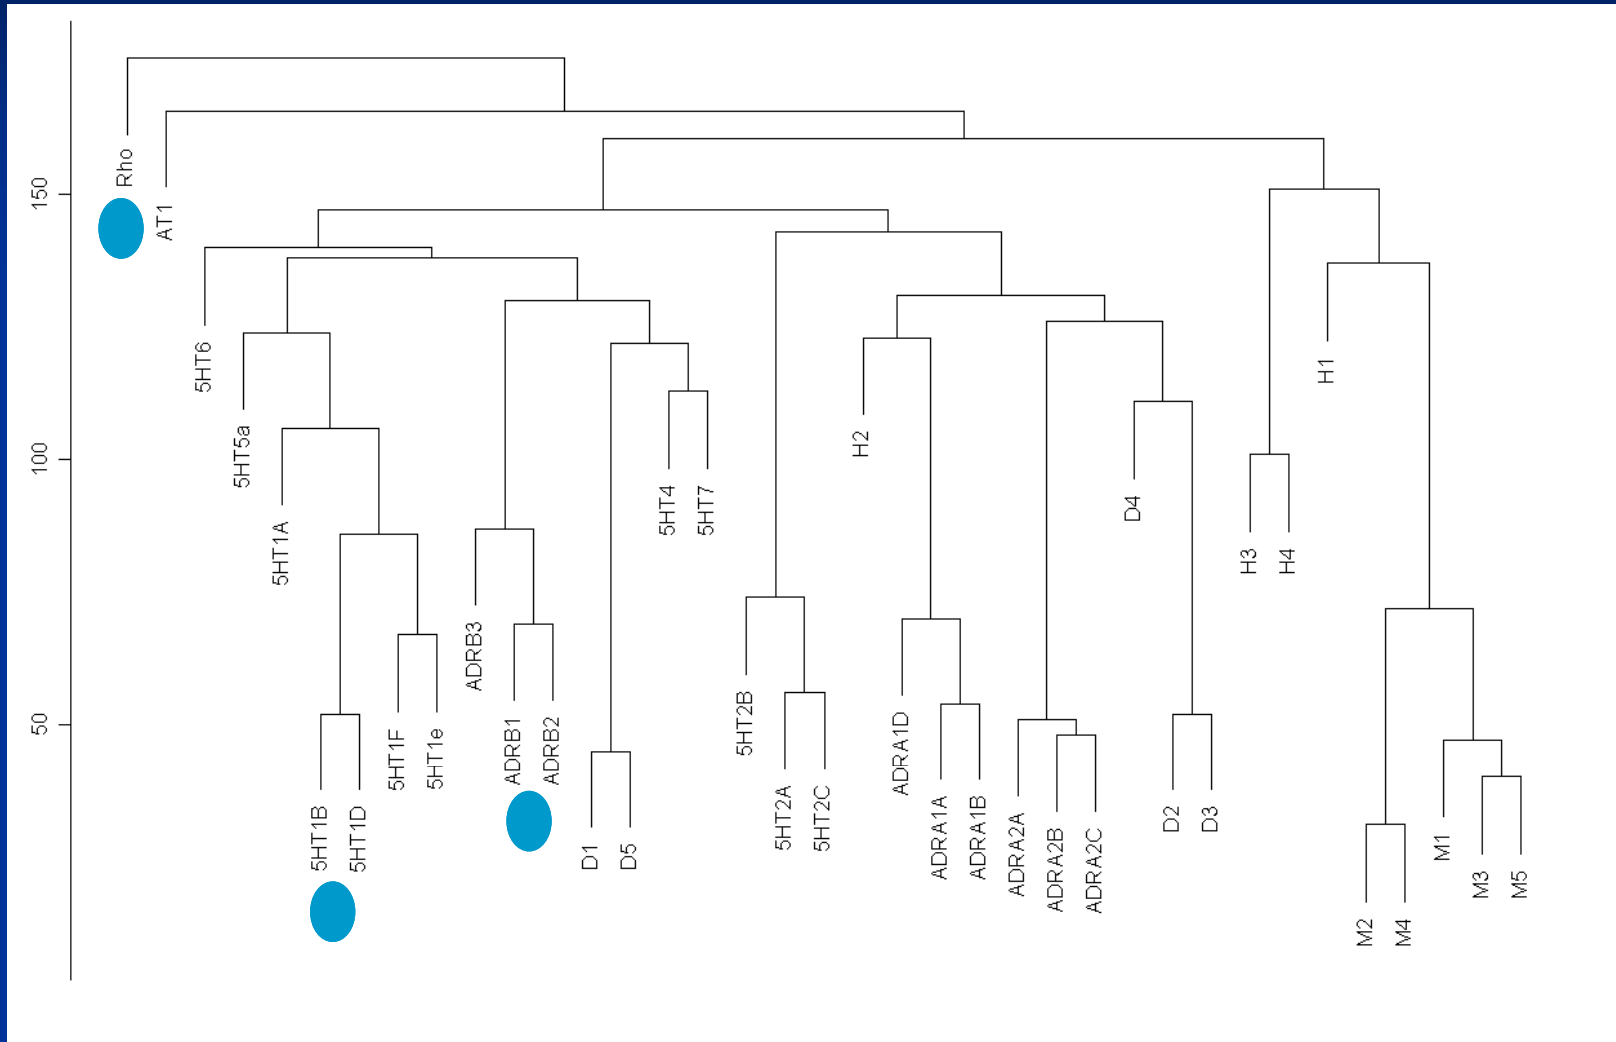 150
100
50
Rho
AT1
5HT6
5HT5a
5HT1A
5HT1B
5HT1D
5HT1F
5HT1e
ADRB3
ADRB1
ADRB2
D1
D5
5HT4
5HT7
5HT2B
5HT2A
5HT2C
H2
ADRA1D
ADRA1A
ADRA1B
ADRA2A
ADRA2B
ADRA2C
D4
D2
D3
H3
H4
H1
M2
M4
M1
M3
M5